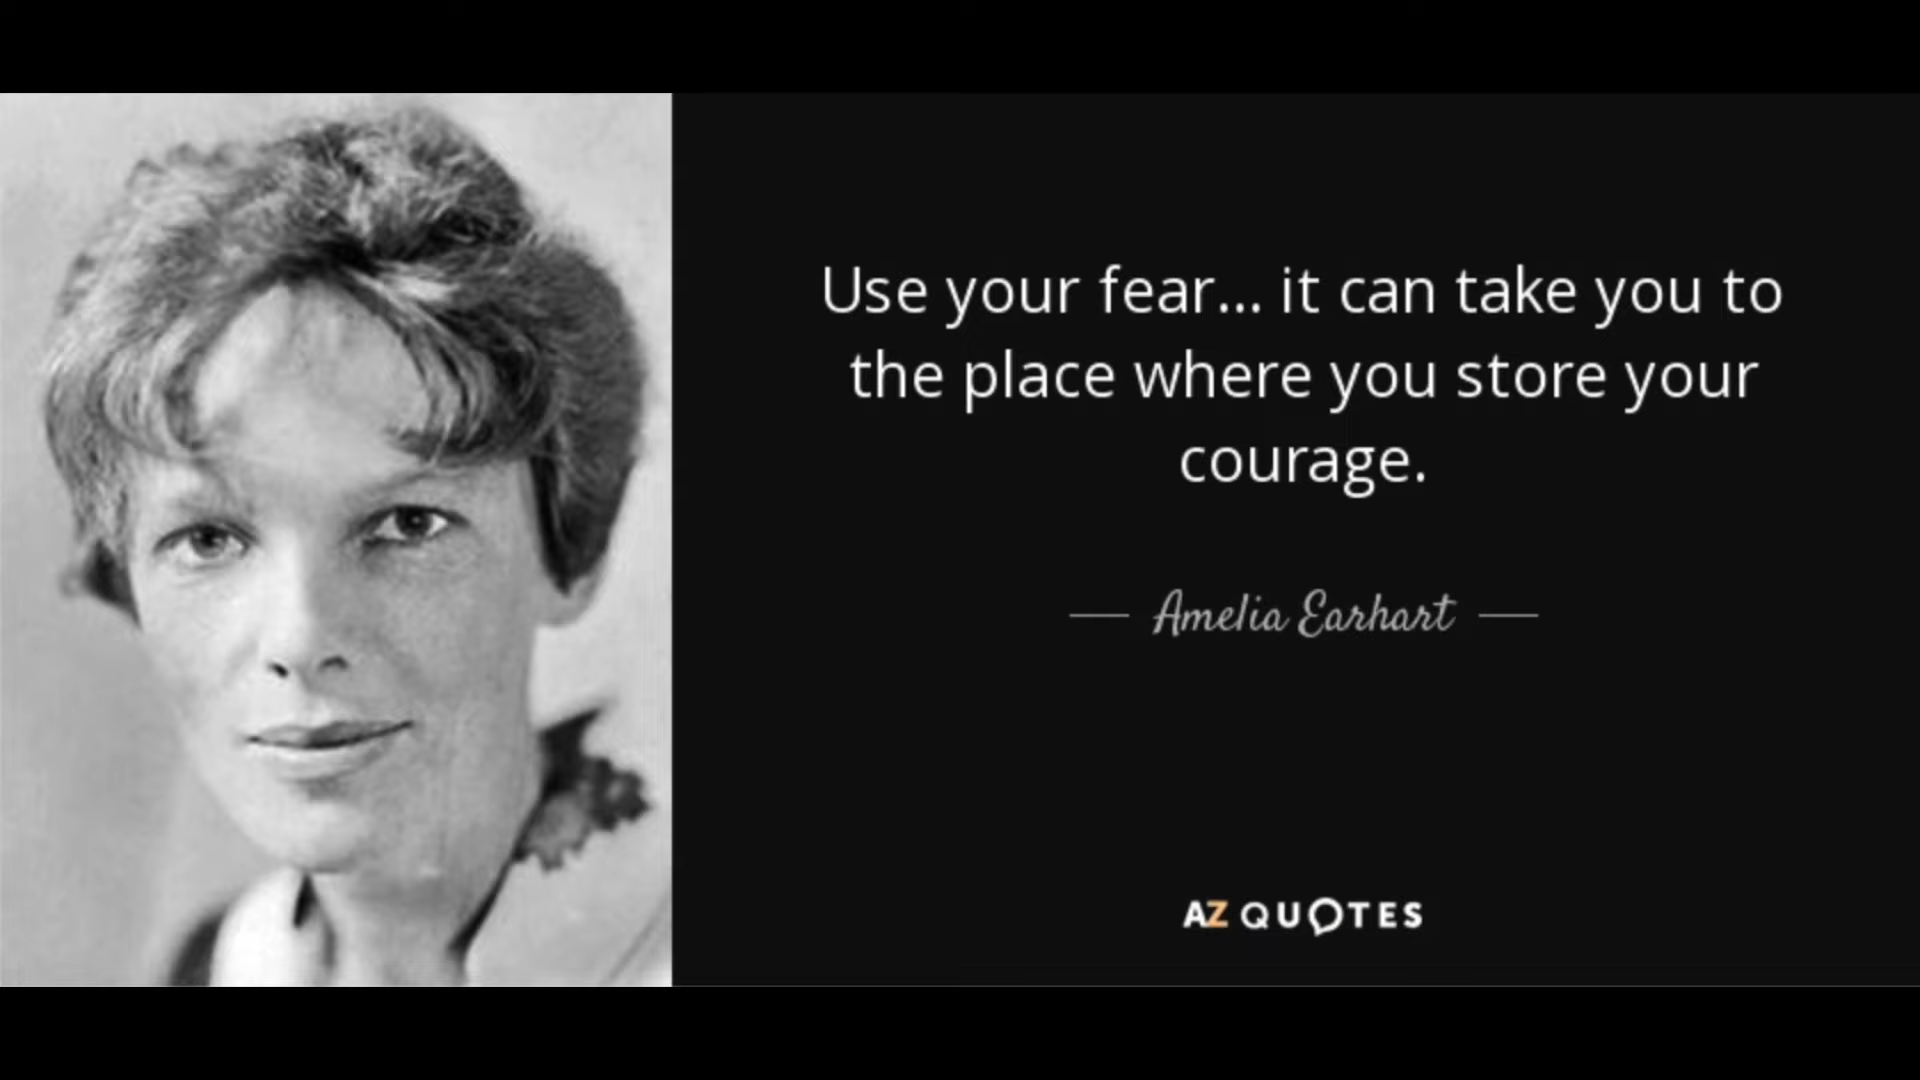 Use your fear... it can take you to
the place where you store your
courage.
Amelia Earhart
AZ QUOTES